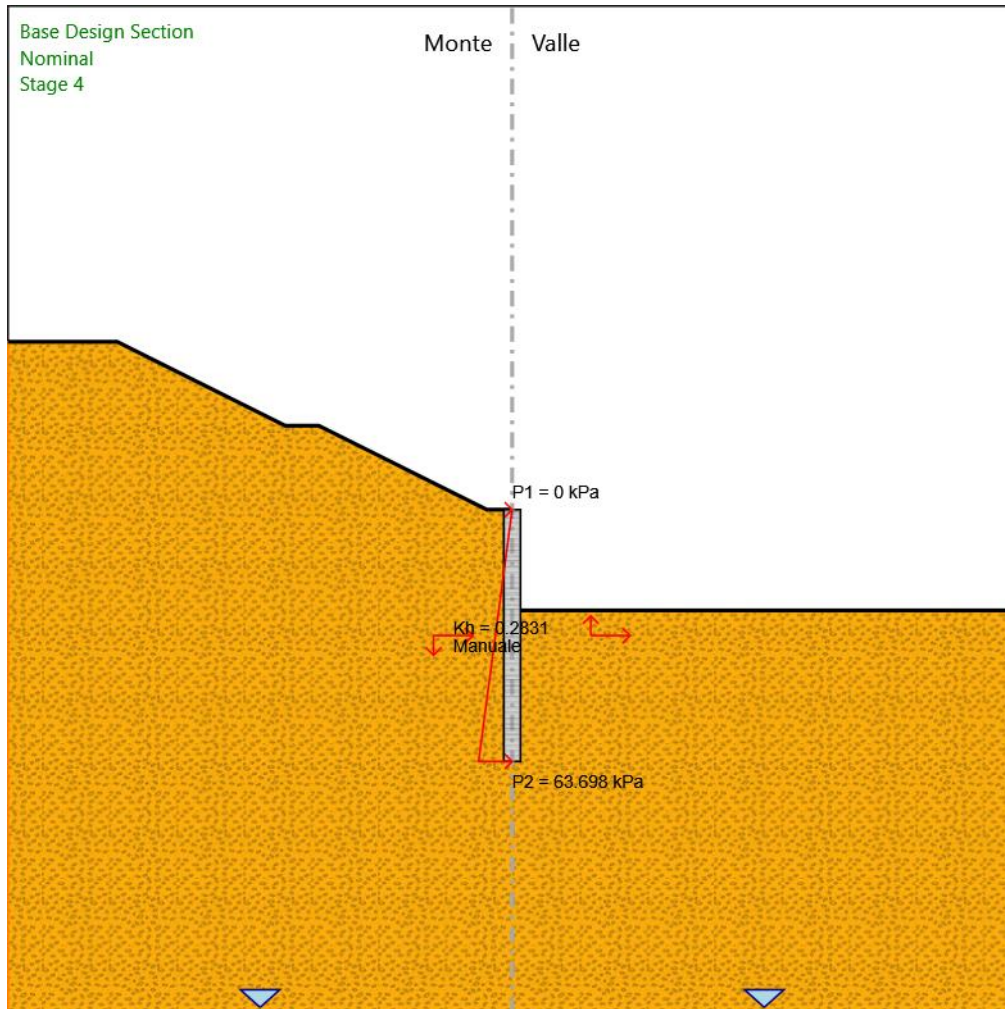 Base Design Section
Nominal
Stage 4
Monte
Valle
P1 = 0 kPa
Kh = 0.2831
Manuale
P2 = 63.698 kPa